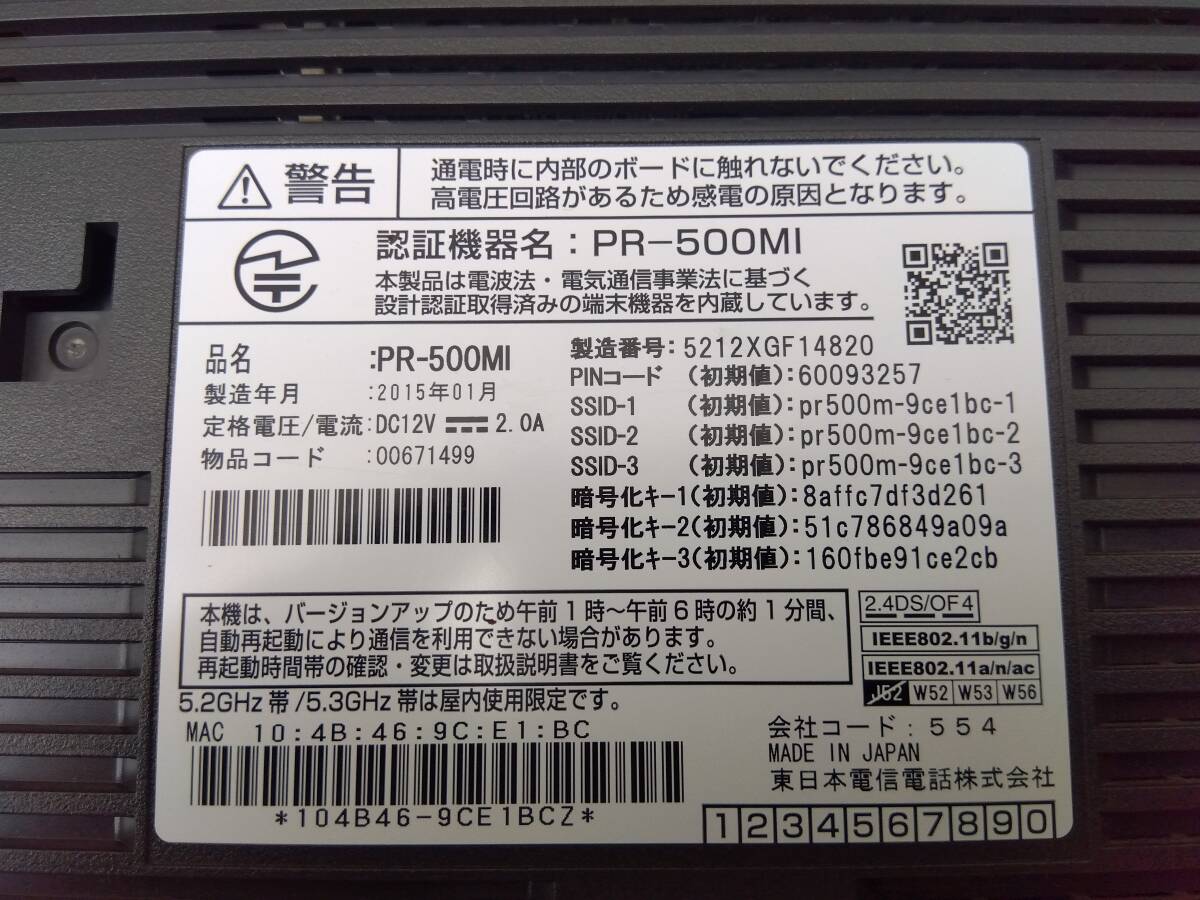 警告
通電時に内部のボードに触れないでください。
高電圧回路があるため感電の原因となります。
認証機器名：PR-500MI
本製品は電波法・電気通信事業法に基づく
設計認証取得済みの端末機器を内蔵しています。
品名 :PR-500MI
製造年月 :2015年01月
定格電圧/電流:DC12V 2.0A
物品コード :00671499
製造番号:5212XGF14820
PINコード (初期値):60093257
SSID-1 (初期値):pr500m-9ce1bc-1
SSID-2 (初期値):pr500m-9ce1bc-2
SSID-3 (初期値):pr500m-9ce1bc-3
暗号化キー1(初期値):8affc7df3d261
暗号化キー2(初期値):51c786849a09a
暗号化キー3(初期値):160fbe91ce2cb
本機は、バージョンアップのため午前1時～午前6時の約1分間、
自動再起動により通信を利用できない場合があります。
再起動時間帯の確認・変更は取扱説明書をご覧ください。
2.4DS/OF4
IEEE802.11b/g/n
IEEE802.11a/n/ac
J52 W52 W53 W56
5.2GHz帯/5.3GHz帯は屋内使用限定です。
MAC 10:4B:46:9C:E1:BC
*104B46-9CE1BCZ*
会社コード:554
MADE IN JAPAN
東日本電信電話株式会社
1 2 3 4 5 6 7 8 9 0